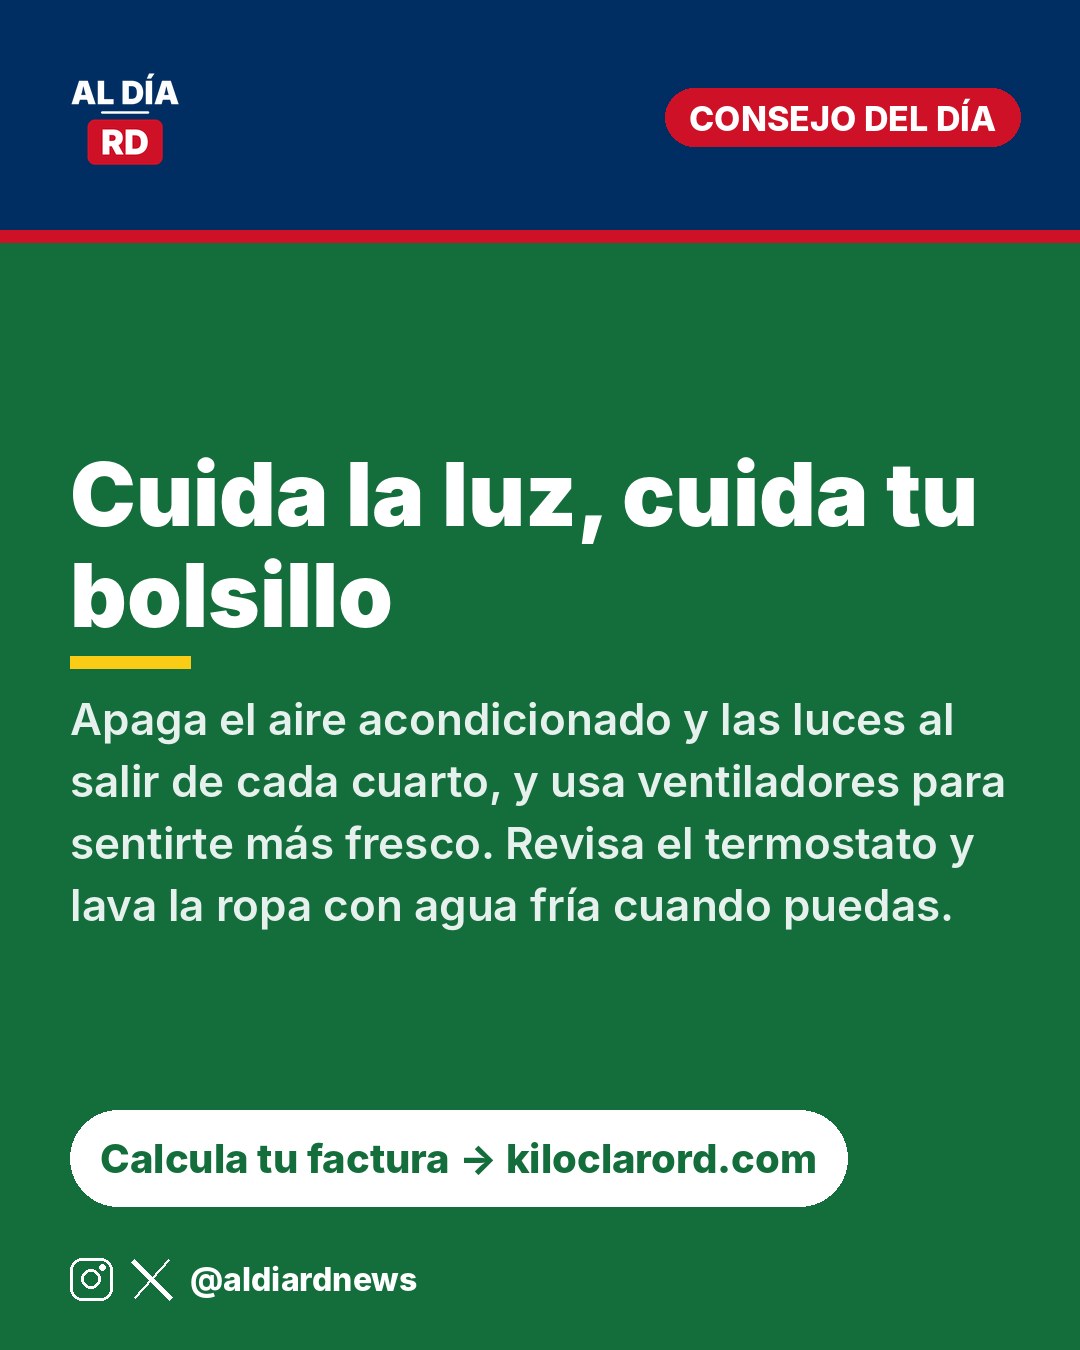 AL DÍA
RD
CONSEJO DEL DÍA
Cuida la luz, cuida tu
bolsillo
Apaga el aire acondicionado y las luces al
salir de cada cuarto, y usa ventiladores para
sentirte más fresco. Revisa el termostato y
lava la ropa con agua fría cuando puedas.
Calcula tu factura → kiloclarord.com
@aldiardnews